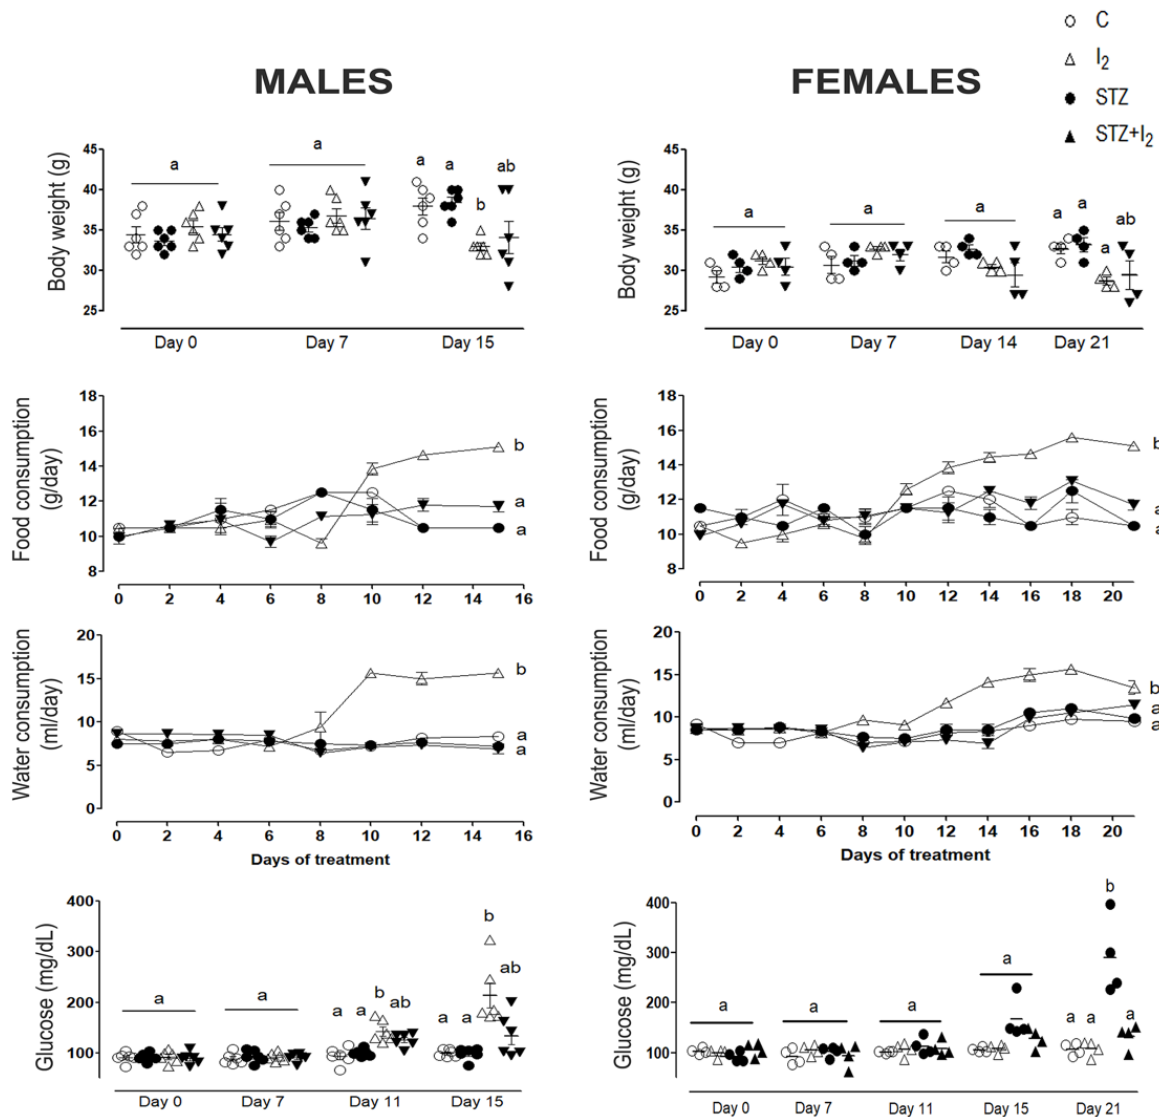 C
I2
STZ
STZ+I2
MALES
FEMALES
Body weight (g)
45
40
35
30
25
a
a
a a b ab
Day 0 Day 7 Day 15
Body weight (g)
45
40
35
30
25
a
a
a
a a a ab
Day 0 Day 7 Day 14 Day 21
Food consumption
(g/day)
18
16
14
12
10
8
b
a
a
0 2 4 6 8 10 12 14 16
Food consumption
(g/day)
18
16
14
12
10
8
b
a
a
0 2 4 6 8 10 12 14 16 18 20
Water consumption
(ml/day)
20
15
10
5
0
b
a
a
0 2 4 6 8 10 12 14 16
Days of treatment
Water consumption
(ml/day)
20
15
10
5
0
b
a
a
0 2 4 6 8 10 12 14 16 18 20
Days of treatment
Glucose (mg/dL)
400
300
200
100
a
a
a a b ab
a a b ab
Day 0 Day 7 Day 11 Day 15
Glucose (mg/dL)
400
300
200
100
a
a
a
a
a a b a
Day 0 Day 7 Day 11 Day 15 Day 21